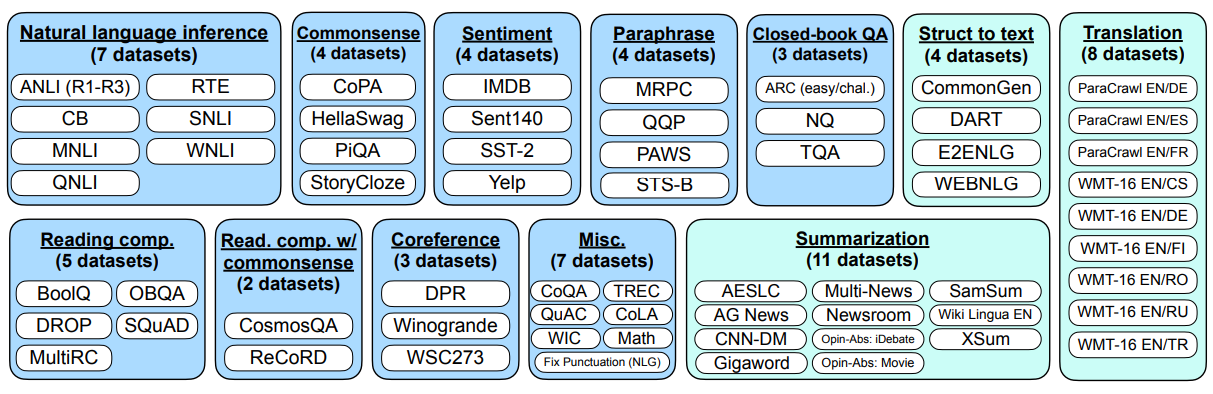 Natural language inference
(7 datasets)
ANLI (R1-R3)
RTE
CB
SNLI
MNLI
WNLI
QNLI
Commonsense
(4 datasets)
CoPA
HellaSwag
PiQA
StoryCloze
Sentiment
(4 datasets)
IMDB
Sent140
SST-2
Yelp
Paraphrase
(4 datasets)
MRPC
QQP
PAWS
STS-B
Closed-book QA
(3 datasets)
ARC (easy/chal.)
NQ
TQA
Struct to text
(4 datasets)
CommonGen
DART
E2ENLG
WEBNLG
Translation
(8 datasets)
ParaCrawl EN/DE
ParaCrawl EN/ES
ParaCrawl EN/FR
WMT-16 EN/CS
WMT-16 EN/DE
WMT-16 EN/FI
WMT-16 EN/RO
WMT-16 EN/RU
WMT-16 EN/TR
Reading comp.
(5 datasets)
BoolQ
OBQA
DROP
SQuAD
MultiRC
Read. comp. w/
commonsense
(2 datasets)
CosmosQA
ReCoRD
Coreference
(3 datasets)
DPR
Winogrande
WSC273
Misc.
(7 datasets)
CoQA
TREC
QuAC
CoLA
WIC
Math
Fix Punctuation (NLG)
Summarization
(11 datasets)
AESLC
Multi-News
SamSum
AG News
Newsroom
Wiki Lingua EN
CNN-DM
Opin-Abs: iDebate
XSum
Gigaword
Opin-Abs: Movie